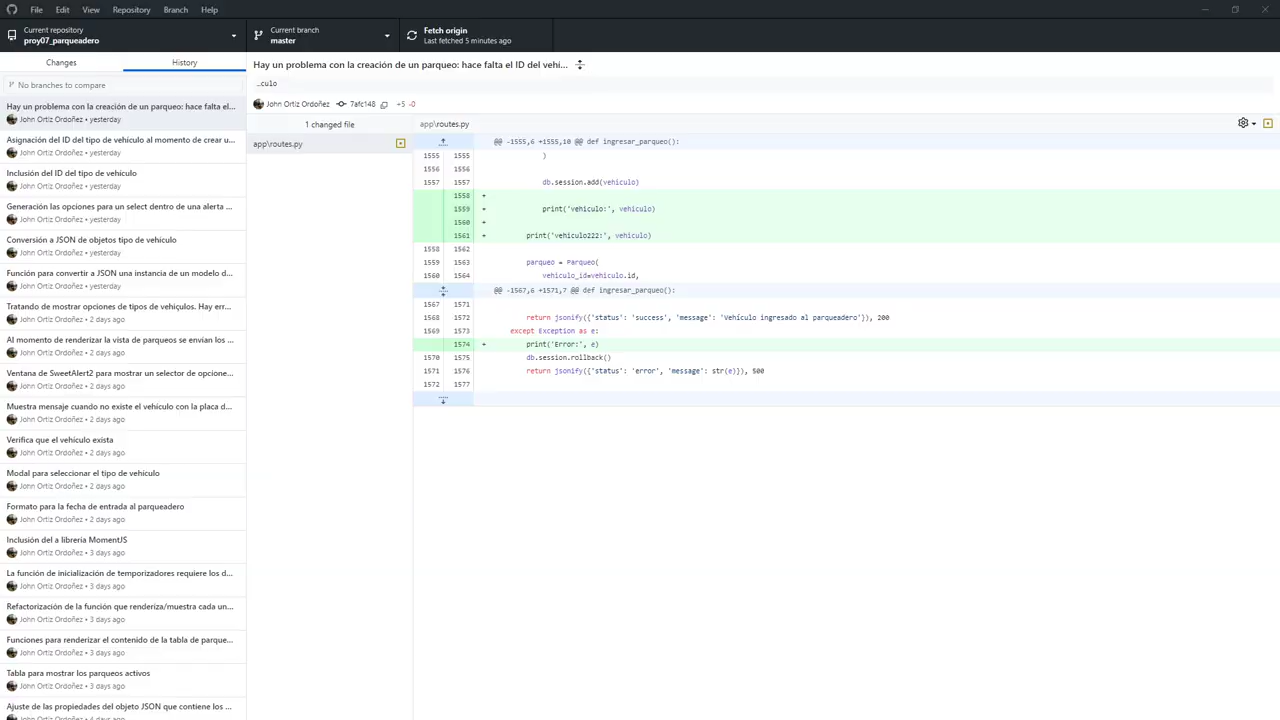 File Edit View Repository Branch Help
Current repository
proy07_parqueadero
Current branch
master
Fetch origin
Last fetched 5 minutes ago
Changes
History
No branches to compare
Hay un problema con la creación de un parqueo: hace falta el...
John Ortiz Ordoñez • yesterday
Asignación del ID del tipo de vehículo al momento de crear u...
John Ortiz Ordoñez • yesterday
Inclusión del ID del tipo de vehículo
John Ortiz Ordoñez • yesterday
Generación las opciones para un select dentro de una alerta ...
John Ortiz Ordoñez • yesterday
Conversión a JSON de objetos tipo de vehículo
John Ortiz Ordoñez • yesterday
Función para convertir a JSON una instancia de un modelo d...
John Ortiz Ordoñez • yesterday
Tratando de mostrar opciones de tipos de vehiçulos. Hay err...
John Ortiz Ordoñez • 2 days ago
Al momento de renderizar la vista de parqueos se envían los ...
John Ortiz Ordoñez • 2 days ago
Ventana de SweetAlert2 para mostrar un selector de opcione...
John Ortiz Ordoñez • 2 days ago
Muestra mensaje cuando no existe el vehículo con la placa d...
John Ortiz Ordoñez • 2 days ago
Verifica que el vehículo exista
John Ortiz Ordoñez • 2 days ago
Modal para seleccionar el tipo de vehículo
John Ortiz Ordoñez • 2 days ago
Formato para la fecha de entrada al parqueadero
John Ortiz Ordoñez • 2 days ago
Inclusión del a librería MomentJS
John Ortiz Ordoñez • 3 days ago
La función de inicialización de temporizadores requiere los d...
John Ortiz Ordoñez • 3 days ago
Refactorización de la función que renderiza/muestra cada un...
John Ortiz Ordoñez • 3 days ago
Funciones para renderizar el contenido de la tabla de parque...
John Ortiz Ordoñez • 3 days ago
Tabla para mostrar los parqueos activos
John Ortiz Ordoñez • 3 days ago
Ajuste de las propiedades del objeto JSON que contiene los ...
John Ortiz Ordoñez • 4 days ago
Hay un problema con la creación de un parqueo: hace falta el ID del vehí...
…culo
John Ortiz Ordoñez 7afc148 +5 -0
1 changed file
app\routes.py
app\routes.py
@@ -1555,6 +1555,10 @@ def ingresar_parqueo():
1555 1555 )
1556 1556
1557 1557 db.session.add(vehiculo)
1558 +
1559 + print('vehiculo:', vehiculo)
1560 +
1561 + print('vehiculo222:', vehiculo)
1558 1562
1559 1563 parqueo = Parqueo(
1560 1564 vehiculo_id=vehiculo.id,
@@ -1567,6 +1571,7 @@ def ingresar_parqueo():
1567 1571
1568 1572 return jsonify({'status': 'success', 'message': 'Vehículo ingresado al parqueadero'}), 200
1569 1573 except Exception as e:
1574 + print('Error:', e)
1570 1575 db.session.rollback()
1571 1576 return jsonify({'status': 'error', 'message': str(e)}), 500
1572 1577